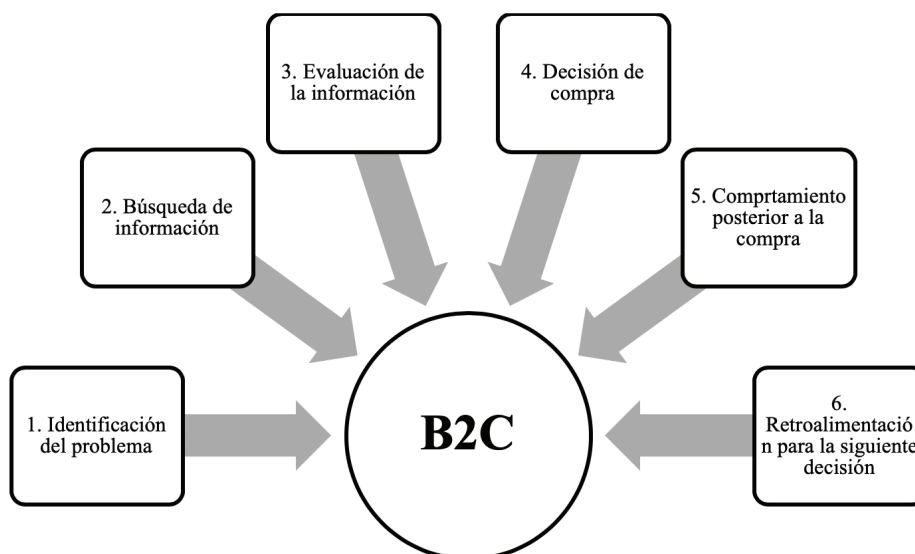 1. Identificación
del problema
2. Búsqueda de
información
3. Evaluación de
la información
4. Decisión de
compra
5. Comprtamiento
posterior a la
compra
6.
Retroalimentació
n para la siguiente
decisión
B2C